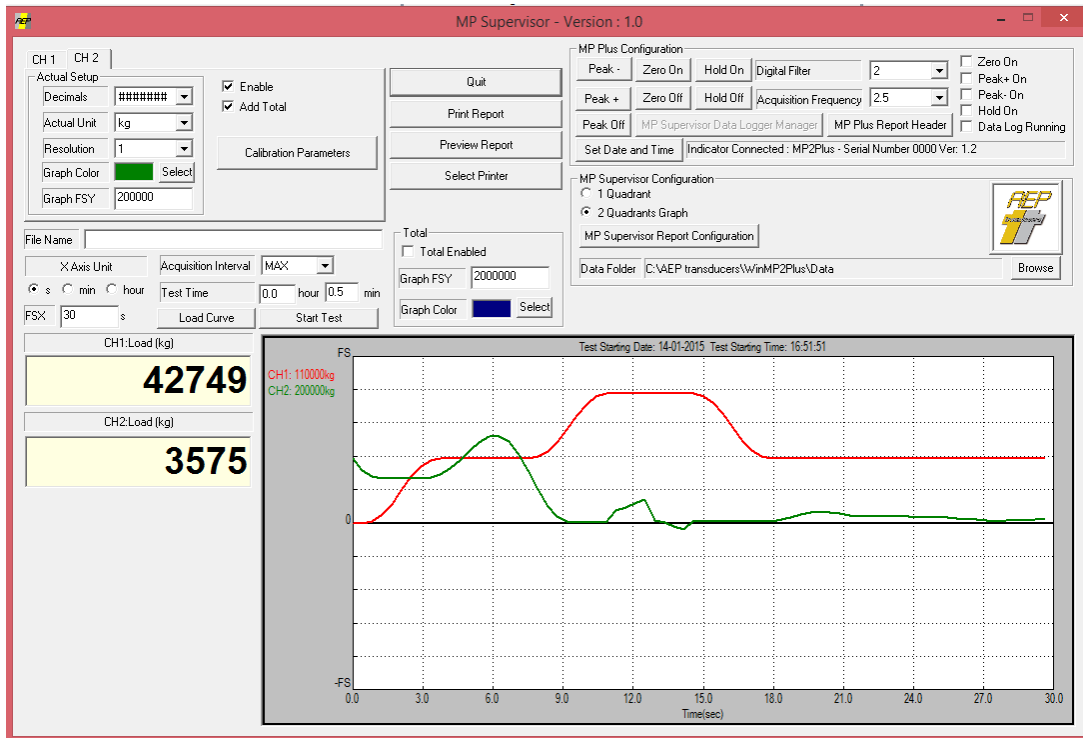 AEP
MP Supervisor - Version : 1.0
CH 1
CH 2
Actual Setup
Decimals
#######
Actual Unit
kg
Resolution
1
Graph Color
Select
Graph FSY
200000
Enable
Add Total
Calibration Parameters
Quit
Print Report
Preview Report
Select Printer
MP Plus Configuration
Peak -
Zero On
Hold On
Digital Filter
2
Peak +
Zero Off
Hold Off
Acquisition Frequency
2.5
Peak Off
MP Supervisor Data Logger Manager
MP Plus Report Header
Set Date and Time
Indicator Connected : MP2Plus - Serial Number 0000 Ver: 1.2
Zero On
Peak+ On
Peak- On
Hold On
Data Log Running
MP Supervisor Configuration
1 Quadrant
2 Quadrants Graph
MP Supervisor Report Configuration
AEP
Data Folder
C:\AEP transducers\WinMP2Plus\Data
Browse
File Name
X Axis Unit
s
min
hour
FSX
30
s
Acquisition Interval
MAX
Test Time
0.0
hour
0.5
min
Load Curve
Start Test
Total
Total Enabled
Graph FSY
2000000
Graph Color
Select
CH1:Load (kg)
42749
CH2:Load (kg)
3575
Test Starting Date: 14-01-2015 Test Starting Time: 16:51:51
FS
CH1: 110000kg
CH2: 200000kg
0
-FS
0.0
3.0
6.0
9.0
12.0
15.0
18.0
21.0
24.0
27.0
30.0
Time(sec)